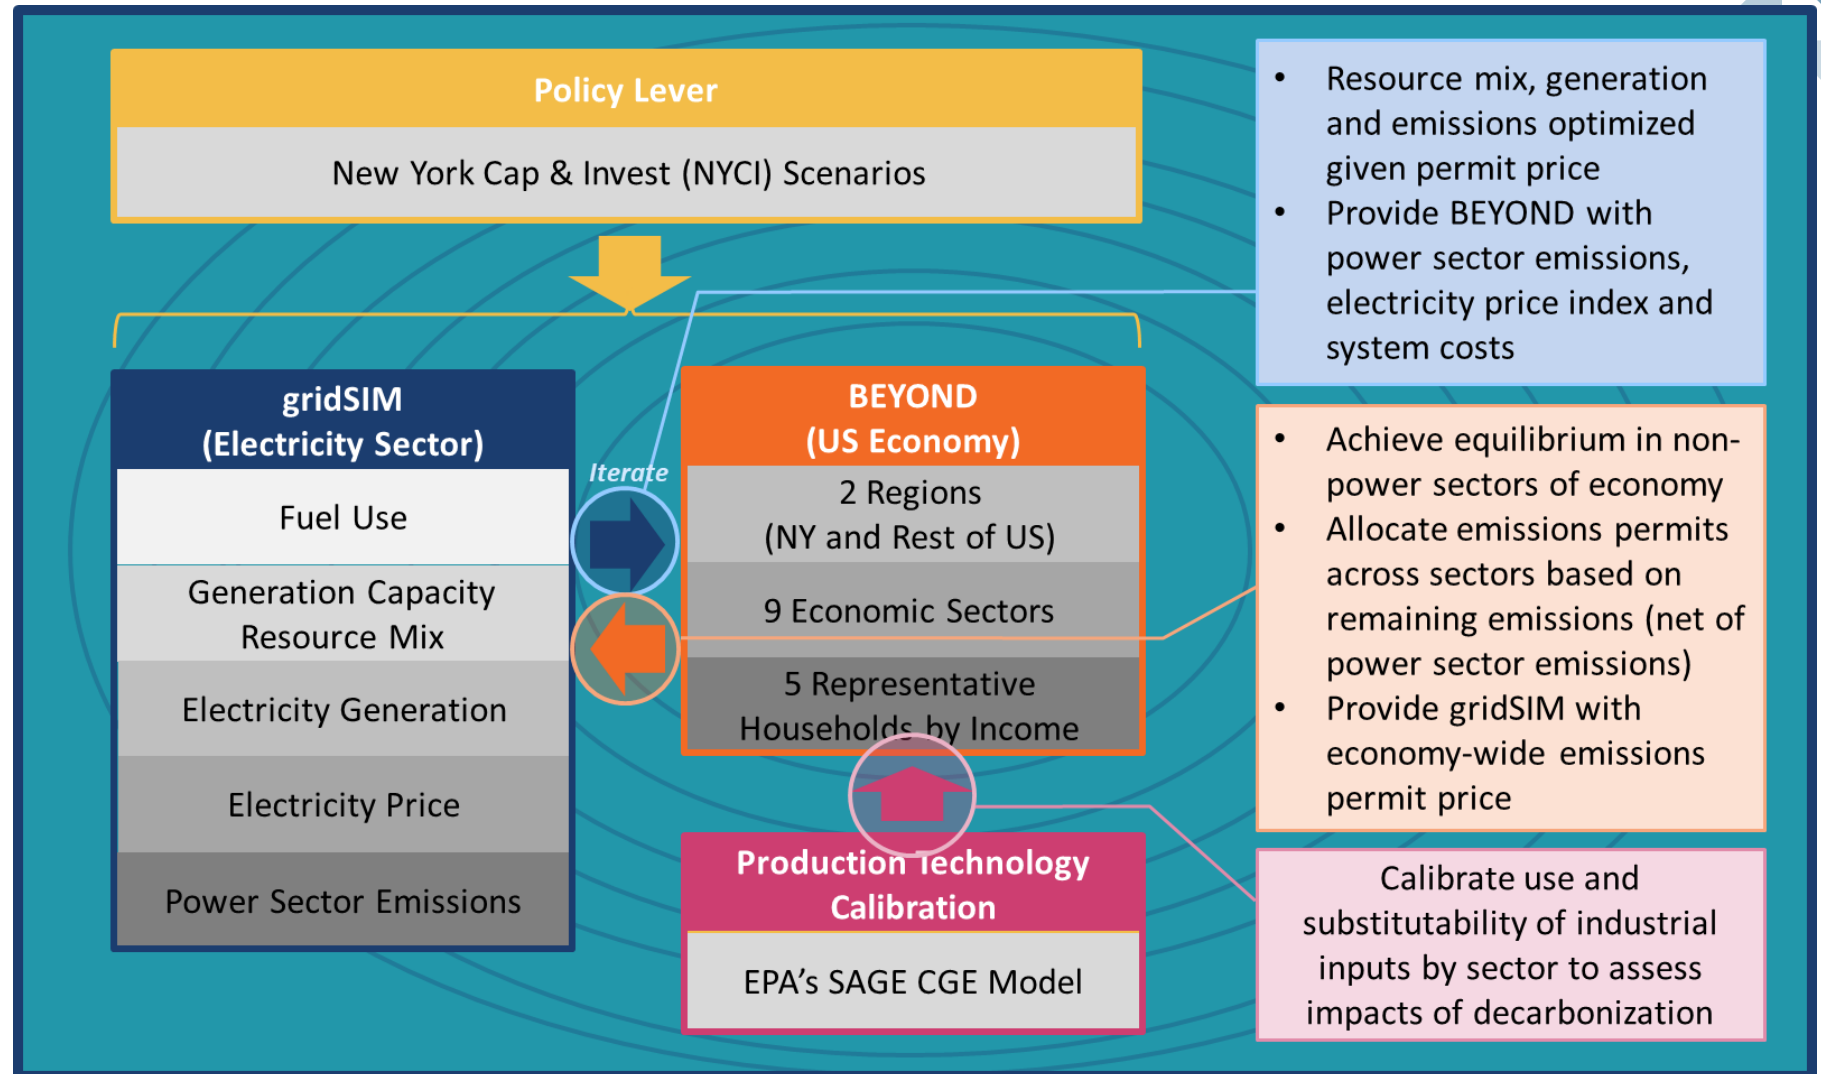 Policy Lever
New York Cap & Invest (NYCI) Scenarios
gridSIM
(Electricity Sector)
Fuel Use
Generation Capacity
Resource Mix
Electricity Generation
Electricity Price
Power Sector Emissions
Iterate
BEYOND
(US Economy)
2 Regions
(NY and Rest of US)
9 Economic Sectors
5 Representative
Households by Income
Production Technology
Calibration
EPA’s SAGE CGE Model
• Resource mix, generation
and emissions optimized
given permit price
• Provide BEYOND with
power sector emissions,
electricity price index and
system costs
• Achieve equilibrium in non-
power sectors of economy
• Allocate emissions permits
across sectors based on
remaining emissions (net of
power sector emissions)
• Provide gridSIM with
economy-wide emissions
permit price
Calibrate use and
substitutability of industrial
inputs by sector to assess
impacts of decarbonization